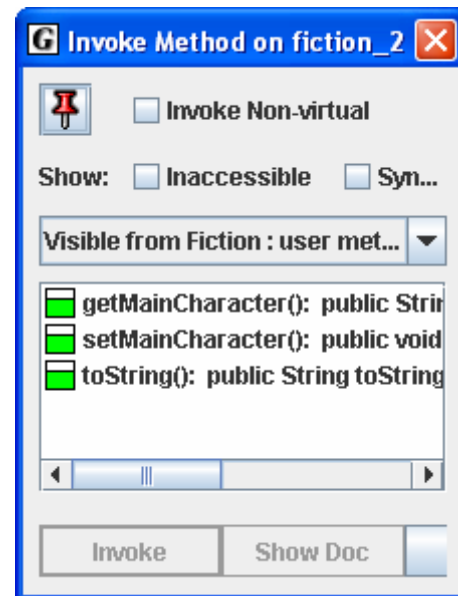 G Invoke Method on fiction_2
Invoke Non-virtual
Show: Inaccessible Syn...
Visible from Fiction : user met...
getMainCharacter(): public Strin
setMainCharacter(): public void
toString(): public String toString
Invoke Show Doc